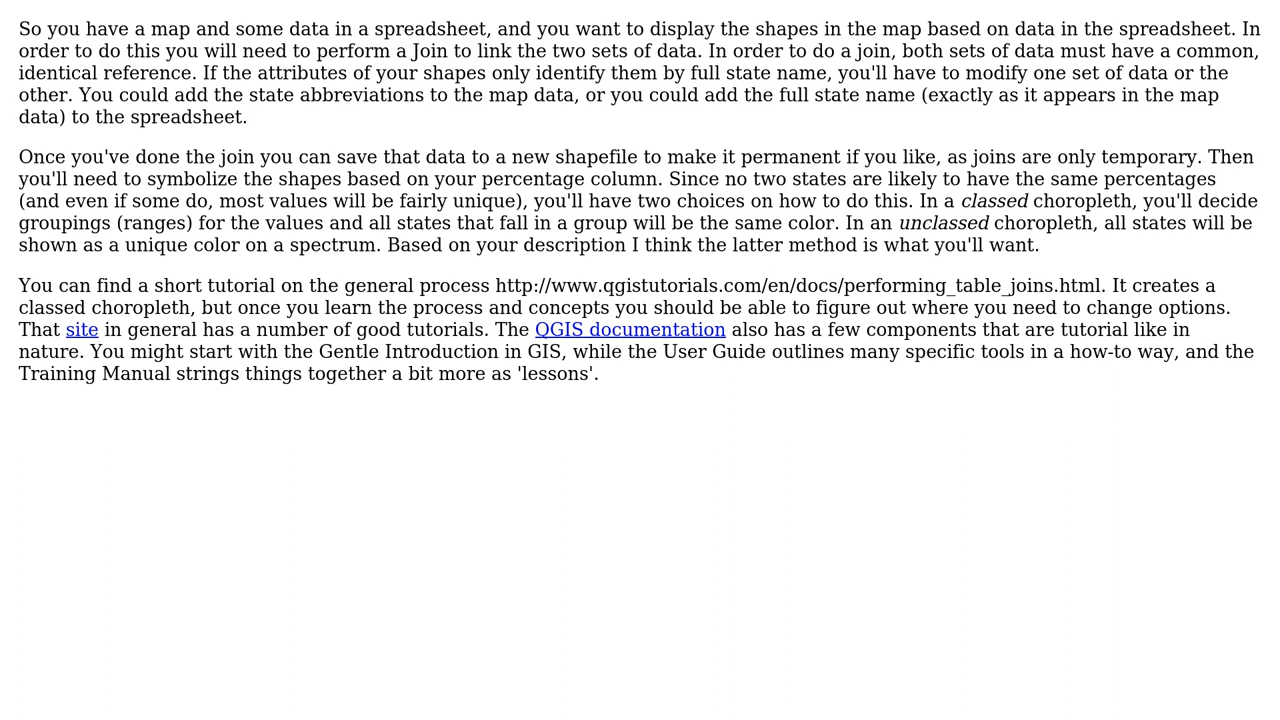 So you have a map and some data in a spreadsheet, and you want to display the shapes in the map based on data in the spreadsheet. In
order to do this you will need to perform a Join to link the two sets of data. In order to do a join, both sets of data must have a common,
identical reference. If the attributes of your shapes only identify them by full state name, you'll have to modify one set of data or the
other. You could add the state abbreviations to the map data, or you could add the full state name (exactly as it appears in the map
data) to the spreadsheet.
Once you've done the join you can save that data to a new shapefile to make it permanent if you like, as joins are only temporary. Then
you'll need to symbolize the shapes based on your percentage column. Since no two states are likely to have the same percentages
(and even if some do, most values will be fairly unique), you'll have two choices on how to do this. In a classed choropleth, you'll decide
groupings (ranges) for the values and all states that fall in a group will be the same color. In an unclassed choropleth, all states will be
shown as a unique color on a spectrum. Based on your description I think the latter method is what you'll want.
You can find a short tutorial on the general process http://www.qgistutorials.com/en/docs/performing_table_joins.html. It creates a
classed choropleth, but once you learn the process and concepts you should be able to figure out where you need to change options.
That site in general has a number of good tutorials. The QGIS documentation also has a few components that are tutorial like in
nature. You might start with the Gentle Introduction in GIS, while the User Guide outlines many specific tools in a how-to way, and the
Training Manual strings things together a bit more as 'lessons'.